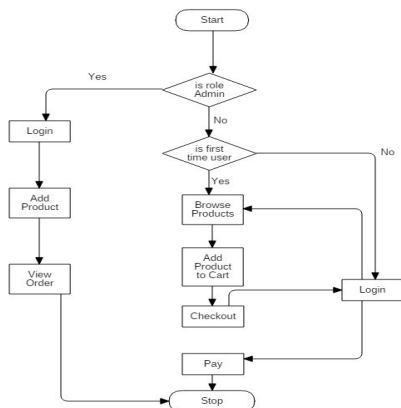 Start
Yes
is role
Admin
No
Login
is first
time user
No
Yes
Add
Product
Browse
Products
View
Order
Add
Product
to Cart
Login
Checkout
Pay
Stop